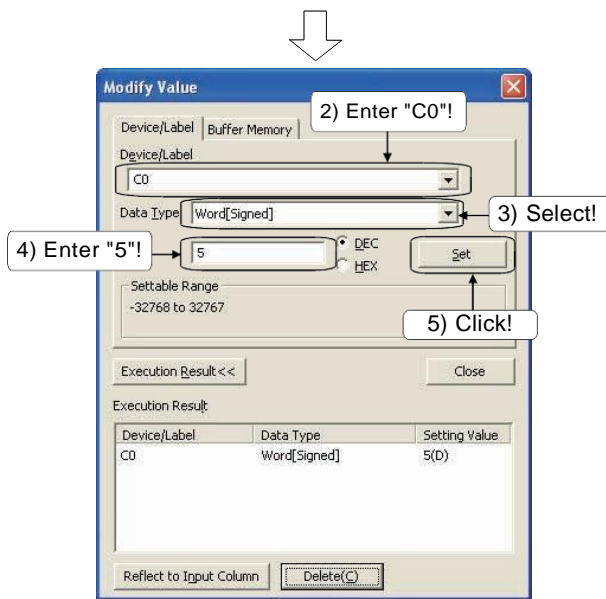 Modify Value
2) Enter "C0"!
Device/Label Buffer Memory
Device/Label
C0
Data Type Word[Signed]
3) Select!
4) Enter "5"!
5
DEC
HEX
Set
Settable Range
-32768 to 32767
5) Click!
Execution Result<<
Close
Execution Result
Device/Label Data Type Setting Value
C0 Word[Signed] 5(D)
Reflect to Input Column Delete(C)